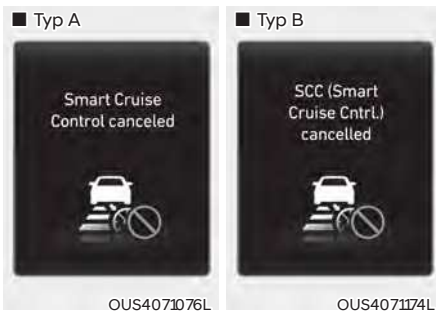 ■ Typ A
Smart Cruise
Control canceled
OUS4071076L
■ Typ B
SCC (Smart
Cruise Cntrl.)
cancelled
OUS4071174L